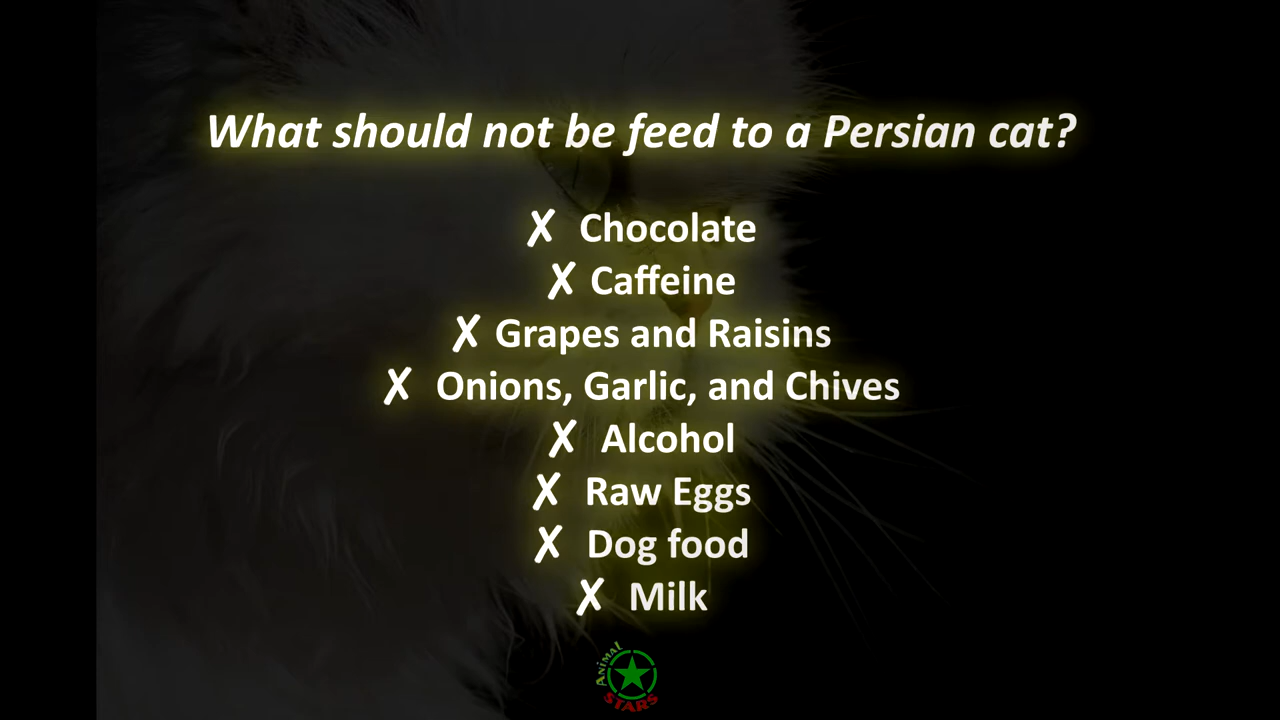 What should not be feed to a Persian cat?
✗ Chocolate
✗ Caffeine
✗ Grapes and Raisins
✗ Onions, Garlic, and Chives
✗ Alcohol
✗ Raw Eggs
✗ Dog food
✗ Milk
ANiMAL
STARS